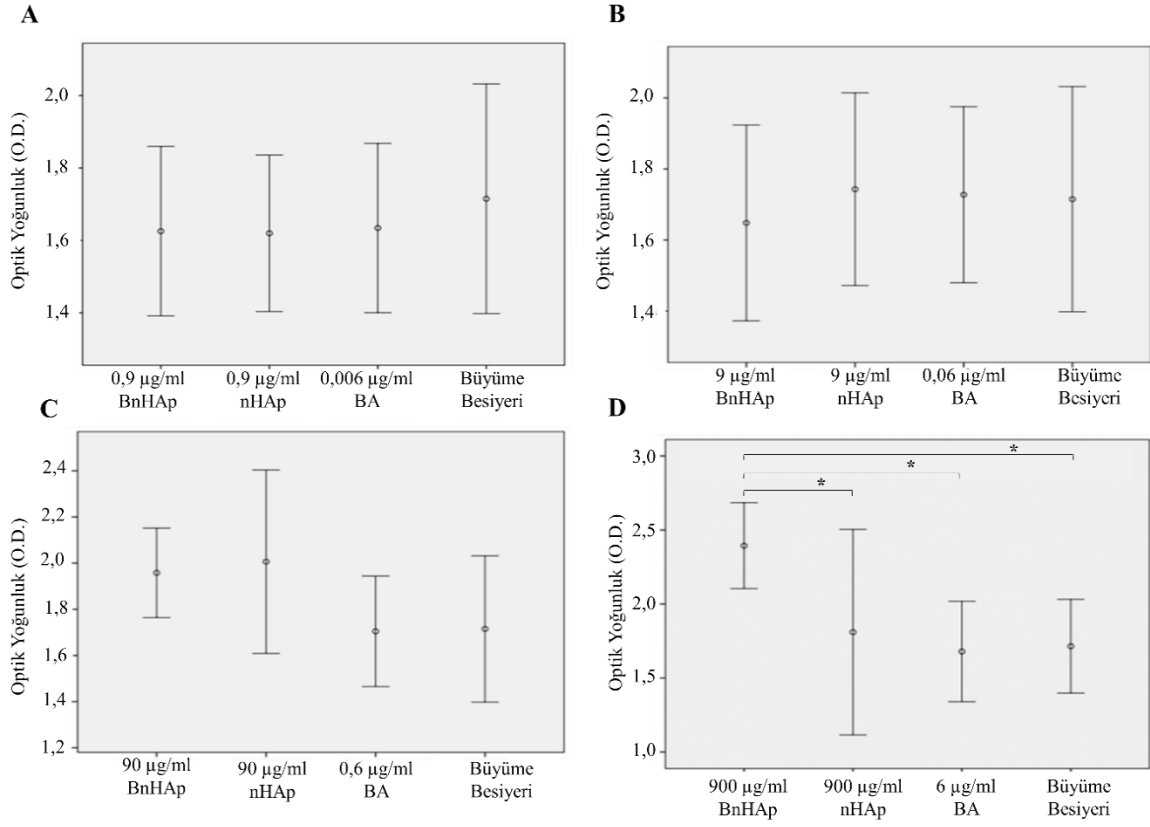 A
Optik Yoğunluk (O.D.)
2,0
1,8
1,6
1,4
0,9 µg/ml
BnHAp
0,9 µg/ml
nHAp
0,006 µg/ml
BA
Büyüme
Besiyeri
B
Optik Yoğunluk (O.D.)
2,0
1,8
1,6
1,4
9 µg/ml
BnHAp
9 µg/ml
nHAp
0,06 µg/ml
BA
Büyüme
Besiyeri
C
Optik Yoğunluk (O.D.)
2,4
2,2
2,0
1,8
1,6
1,4
1,2
90 µg/ml
BnHAp
90 µg/ml
nHAp
0,6 µg/ml
BA
Büyüme
Besiyeri
D
Optik Yoğunluk (O.D.)
3,0
2,5
2,0
1,5
1,0
*
*
*
900 µg/ml
BnHAp
900 µg/ml
nHAp
6 µg/ml
BA
Büyüme
Besiyeri